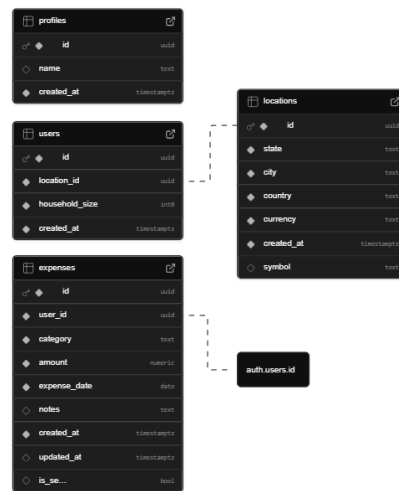 profiles
id uuid
name text
created_at timestamptz
users
id uuid
location_id uuid
household_size int8
created_at timestamptz
expenses
id uuid
user_id uuid
category text
amount numeric
expense_date date
notes text
created_at timestamptz
updated_at timestamptz
is_se... bool
locations
id uuid
state text
city text
country text
currency text
created_at timestamptz
symbol text
auth.users.id